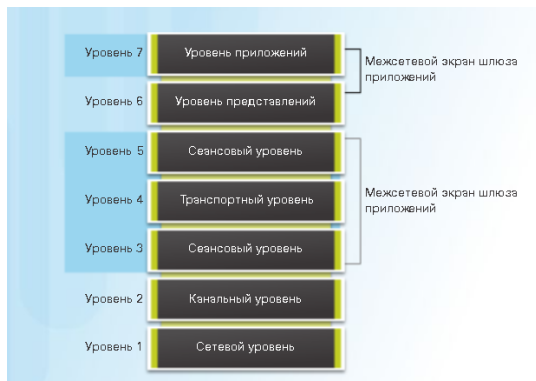 Уровень 7 Уровень приложений
Межсетевой экран шлюза
приложений
Уровень 6 Уровень представлений
Уровень 5 Сеансовый уровень
Уровень 4 Транспортный уровень
Межсетевой экран шлюза
приложений
Уровень 3 Сеансовый уровень
Уровень 2 Канальный уровень
Уровень 1 Сетевой уровень